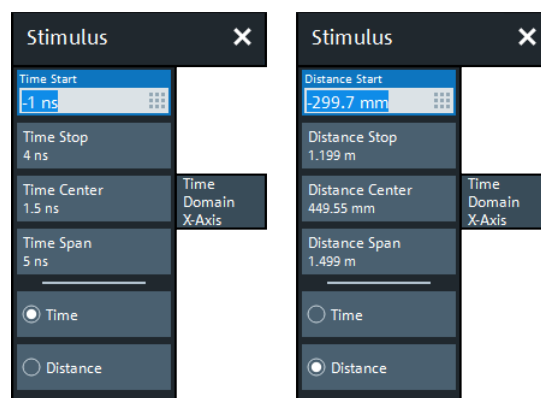 Stimulus
Time Start
-1 ns
Time Stop
4 ns
Time Center
1.5 ns
Time Span
5 ns
Time
Distance
Time
Domain
X-Axis
Stimulus
Distance Start
-299.7 mm
Distance Stop
1.199 m
Distance Center
449.55 mm
Distance Span
1.499 m
Time
Distance
Time
Domain
X-Axis